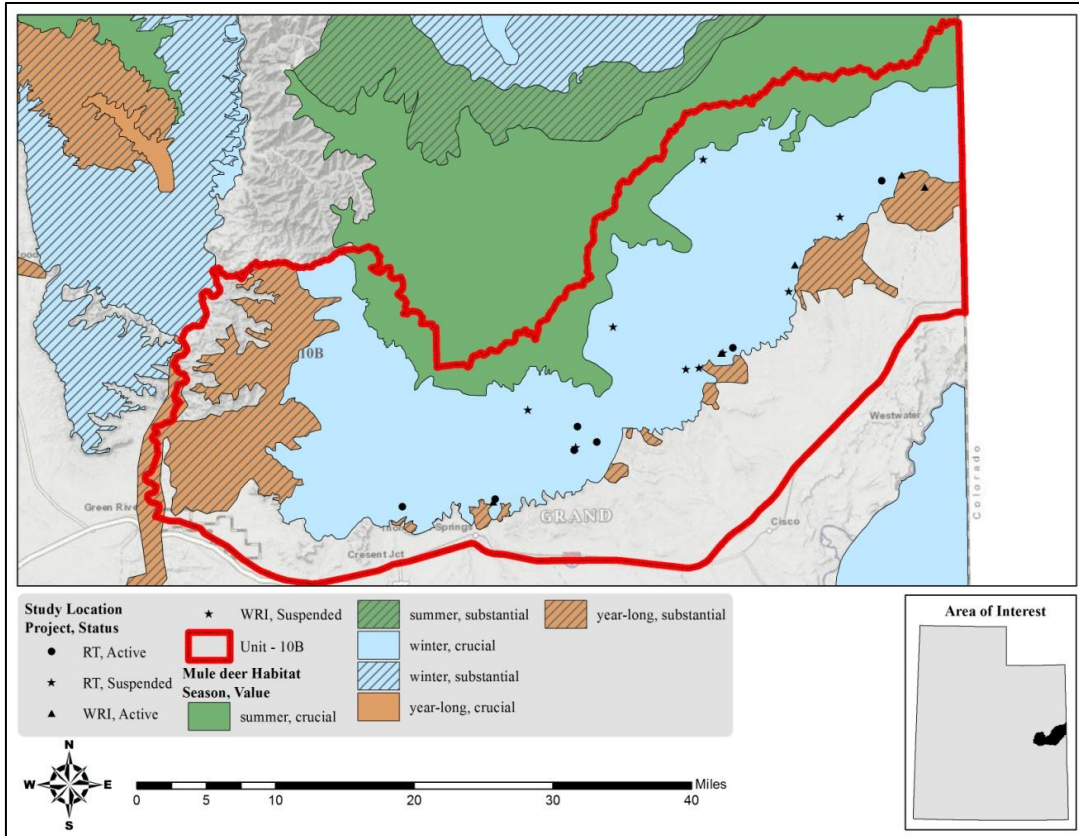 10B
Green River
Cresent Jct
Springs
GRAND
Cisco
Westwater
Colorado
Study Location
Project, Status
RT, Active
RT, Suspended
WRI, Active
WRI, Suspended
Unit - 10B
Mule deer Habitat
Season, Value
summer, crucial
summer, substantial
winter, crucial
winter, substantial
year-long, crucial
year-long, substantial
N
W E
S
0 5 10 20 30 40
Miles
Area of Interest